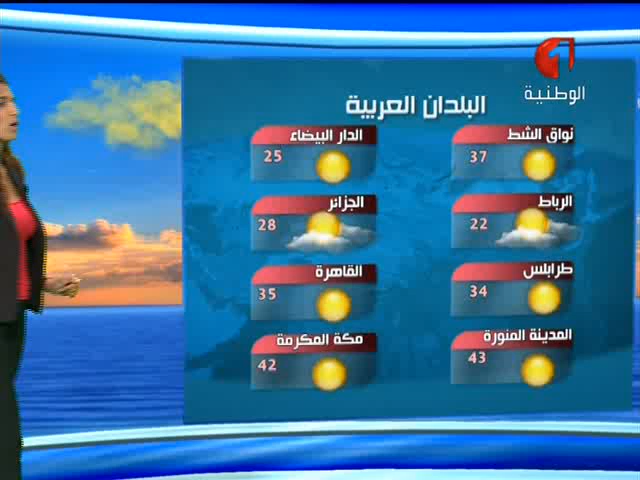 الوطنية
البلدان العربية
نواق الشط
37
الدار البيضاء
25
الرباط
22
الجزائر
28
طرابلس
34
القاهرة
35
المدينة المنورة
43
مكة المكرمة
42